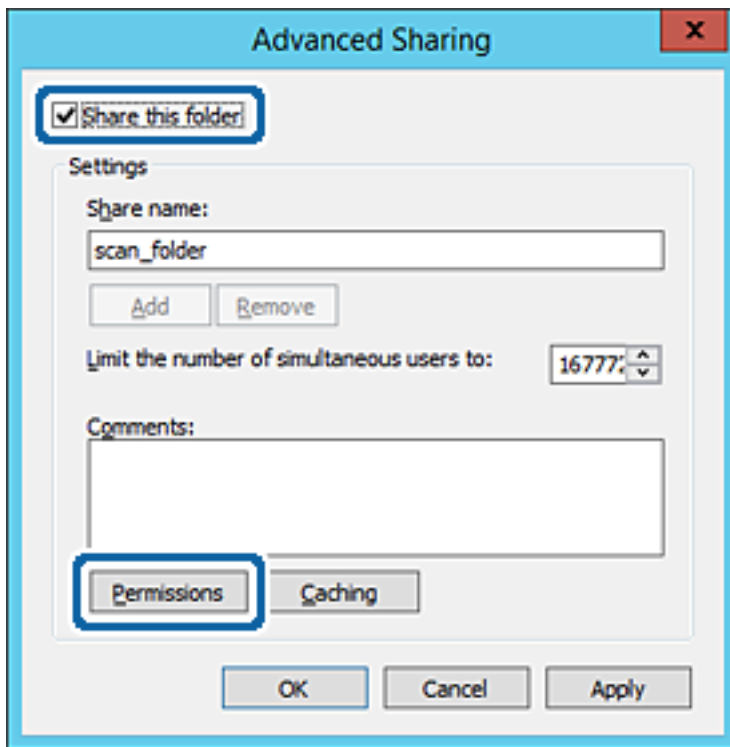 Advanced Sharing
x
Share this folder
Settings
Share name:
scan_folder
Add Remove
Limit the number of simultaneous users to: 16777
Comments:
Permissions Caching
OK Cancel Apply